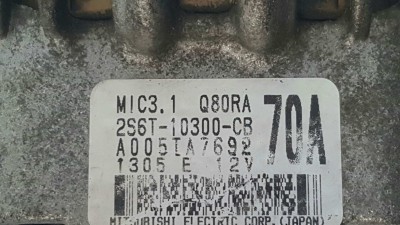 MIC3.1 Q80RA
70A
2S6T-10300-CB
A005TA7692
1305 E 12V
MITSUBISHI ELECTRIC CORP.(JAPAN)